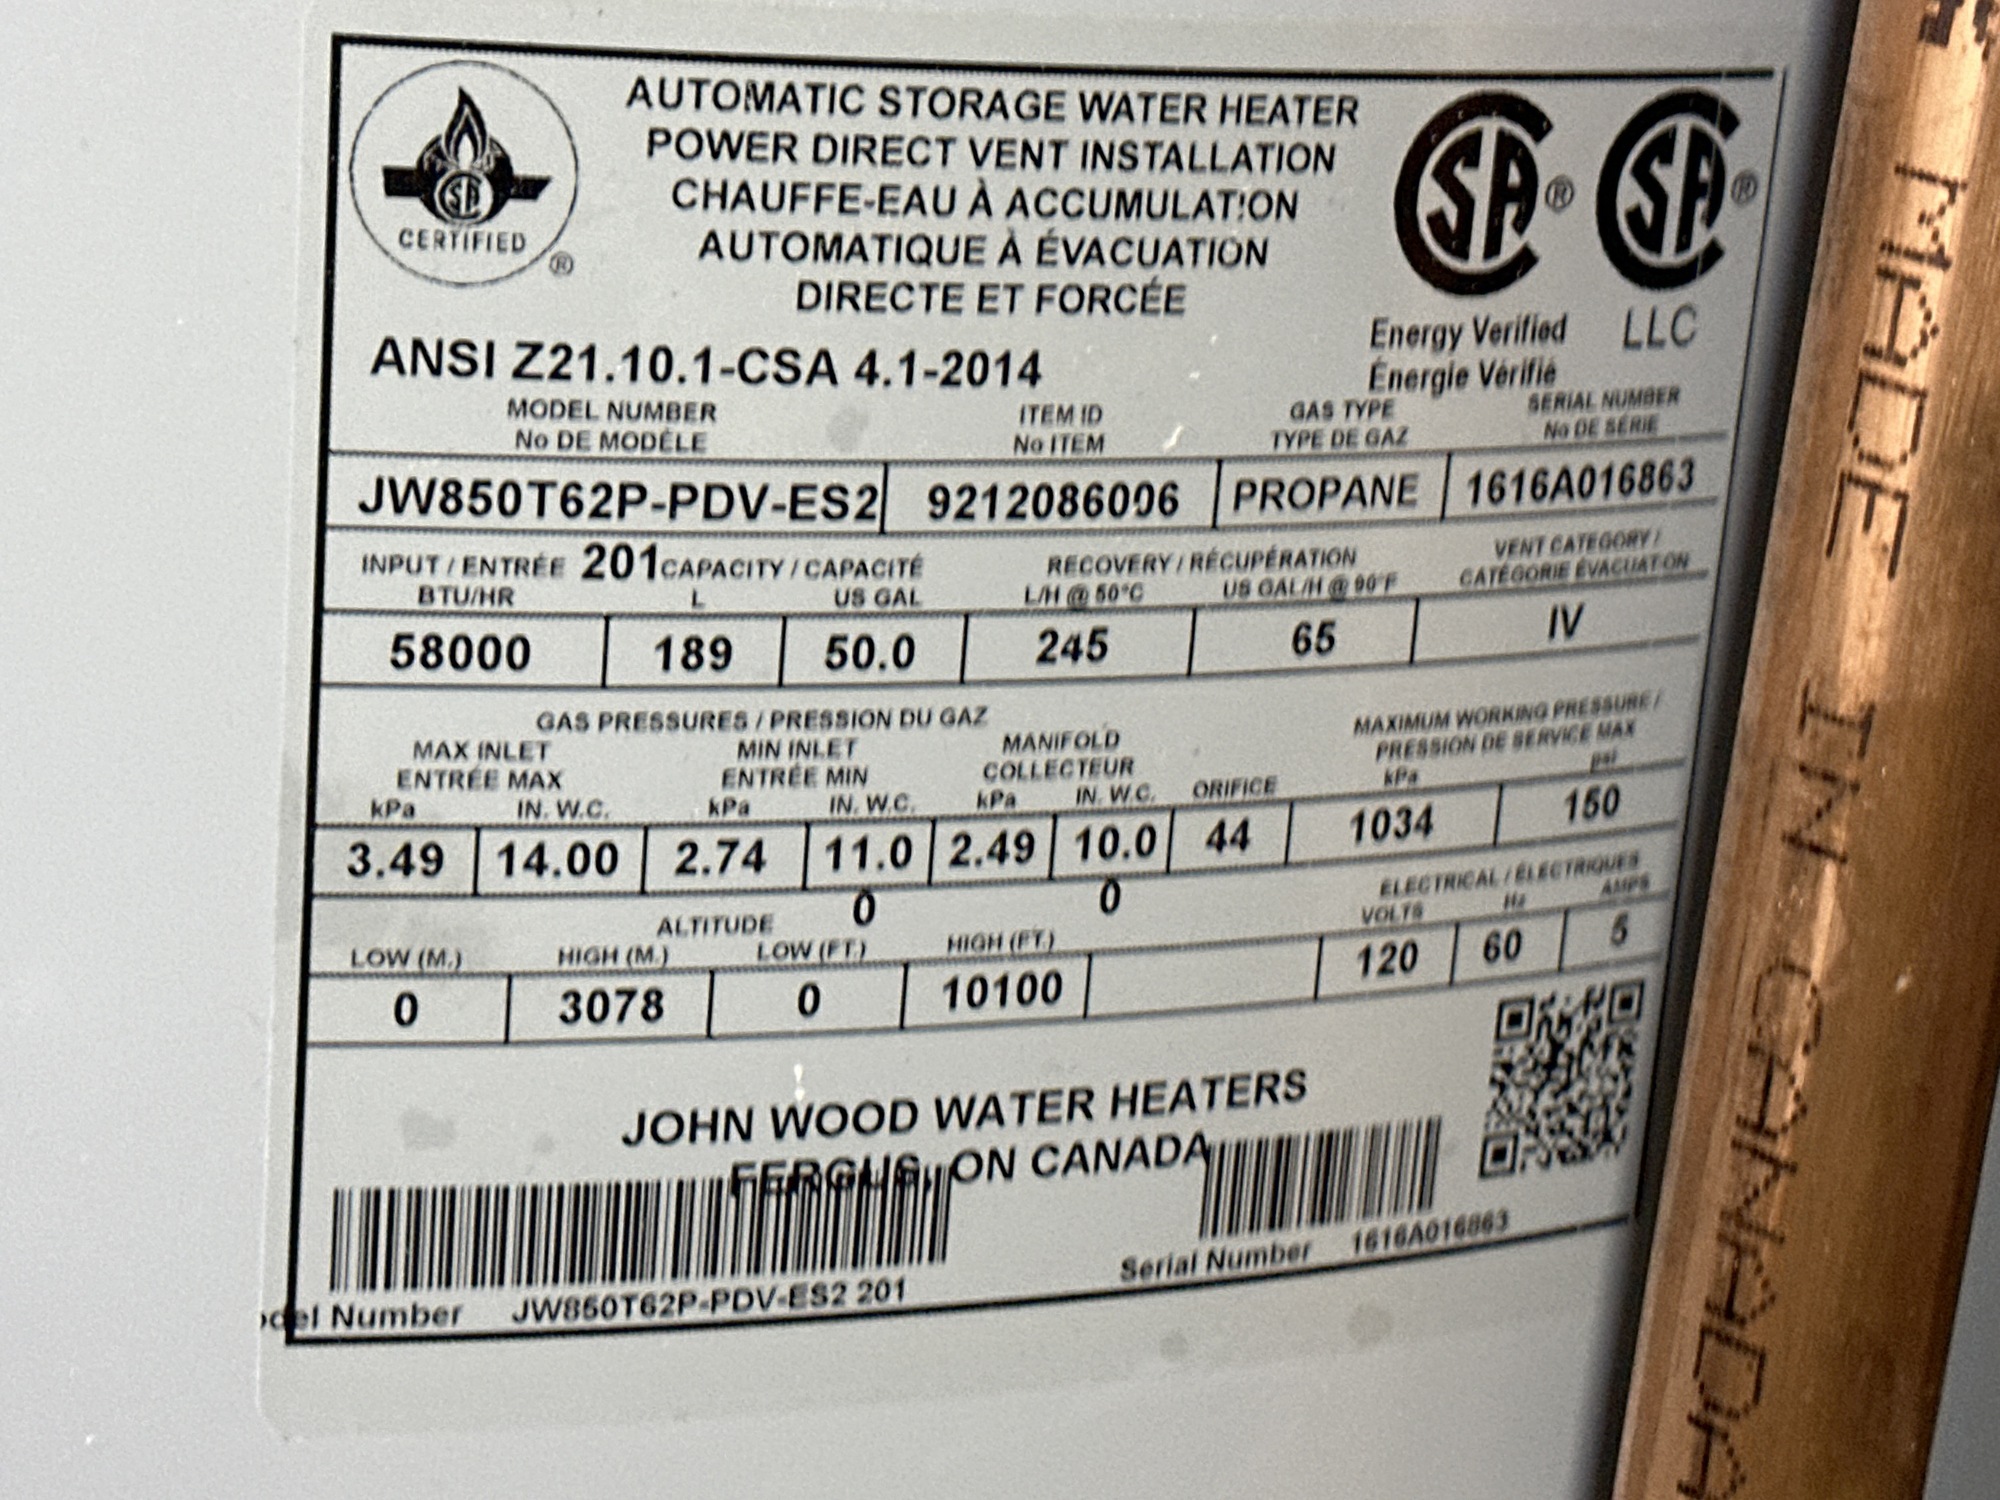 AUTOMATIC STORAGE WATER HEATER
POWER DIRECT VENT INSTALLATION
CHAUFFE-EAU À ACCUMULATION
AUTOMATIQUE À ÉVACUATION
DIRECTE ET FORCÉE
CERTIFIED ®
SA ® SA ®
Energy Verified LLC
Énergie Vérifié
ANSI Z21.10.1-CSA 4.1-2014
MODEL NUMBER ITEM ID GAS TYPE SERIAL NUMBER
No DE MODÈLE No ITEM TYPE DE GAZ No DE SÉRIE
JW850T62P-PDV-ES2 9212086006 PROPANE 1616A016863
INPUT / ENTRÉE 201 CAPACITY / CAPACITÉ RECOVERY / RÉCUPÉRATION VENT CATEGORY /
BTU/HR L US GAL L/H @ 50°C US GAL/H @ 90°F CATÉGORIE ÉVACUATION
58000 189 50.0 245 65 IV
GAS PRESSURES / PRESSION DU GAZ MAXIMUM WORKING PRESSURE /
MAX INLET MIN INLET MANIFOLD PRESSION DE SERVICE MAX
ENTRÉE MAX ENTRÉE MIN COLLECTEUR
kPa IN. W.C. kPa IN. W.C. kPa IN. W.C. ORIFICE kPa psi
3.49 14.00 2.74 11.0 2.49 10.0 44 1034 150
0 0
ALTITUDE ELECTRICAL / ÉLECTRIQUES
LOW (M.) HIGH (M.) LOW (FT.) HIGH (FT.) VOLTS Hz AMPS
0 3078 0 10100 120 60 5
JOHN WOOD WATER HEATERS
FERGUS, ON CANADA
del Number JW850T62P-PDV-ES2 201
Serial Number 1616A016863
MADE IN CANADA